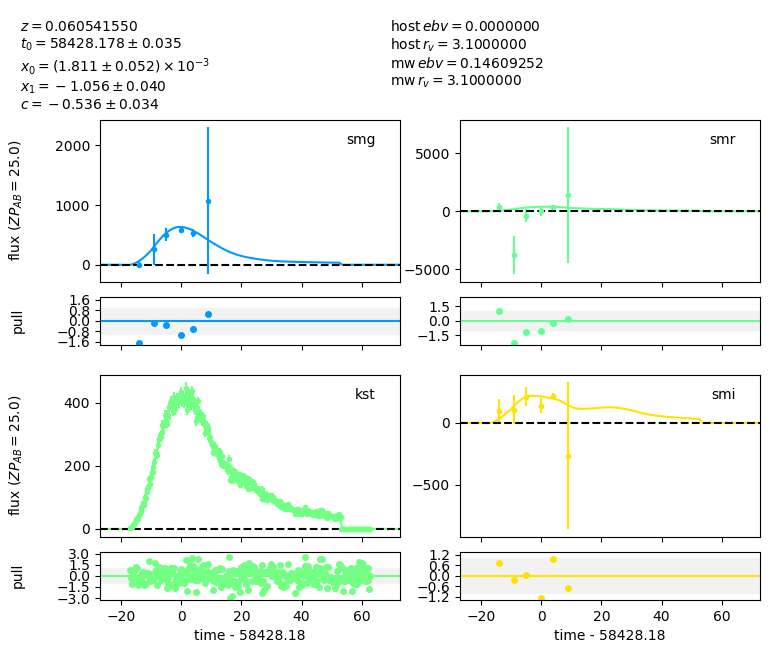 z = 0.060541550
t₀ = 58428.178 ± 0.035
x₀ = (1.811 ± 0.052) × 10⁻³
x₁ = −1.056 ± 0.040
c = −0.536 ± 0.034
host ebv = 0.0000000
host r_v = 3.1000000
mw ebv = 0.14609252
mw r_v = 3.1000000
smg
2000
1000
0
flux (ZP_AB = 25.0)
smr
5000
0
−5000
1.6
0.8
0.0
−0.8
−1.6
pull
1.5
0.0
−1.5
kst
400
200
0
flux (ZP_AB = 25.0)
smi
0
−500
3.0
1.5
0.0
−1.5
−3.0
pull
−20
0
20
40
60
time - 58428.18
1.2
0.6
0.0
−0.6
−1.2
−20
0
20
40
60
time - 58428.18